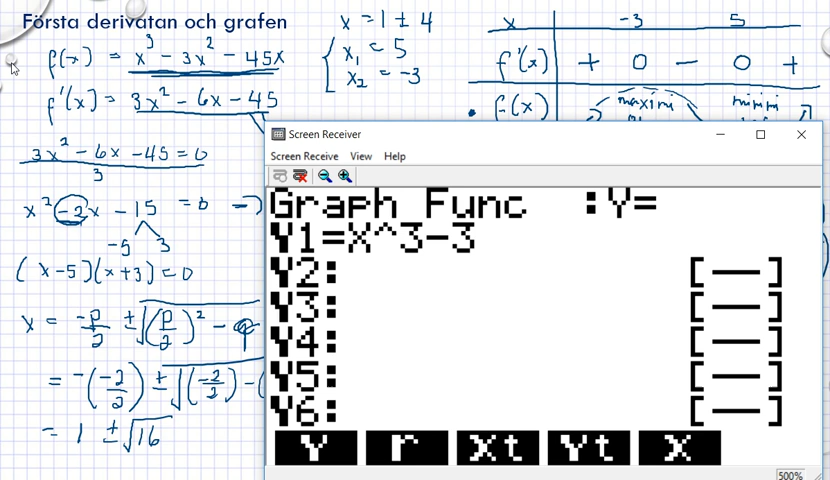 Första derivatan och grafen
f(x) = x³ - 3x² - 45x
f'(x) = 3x² - 6x - 45
3x² - 6x - 45 = 0
3
x² - 2x - 15 = 0 =>
-5 3
(x-5)(x+3) = 0
x = -p/2 ± √(p/2)² - q
= -(-2/2) ± √(-2/2) - (
= 1 ± √16
x = 1 ± 4
x₁ = 5
x₂ = -3
x -3 5
f'(x) + 0 - 0 +
f(x) maximi minimi
Screen Receiver
Screen Receive View Help
Graph Func :Y=
Y1=X^3-3
Y2: [—]
Y3: [—]
Y4: [—]
Y5: [—]
Y6: [—]
Y r Xt Yt X
500%